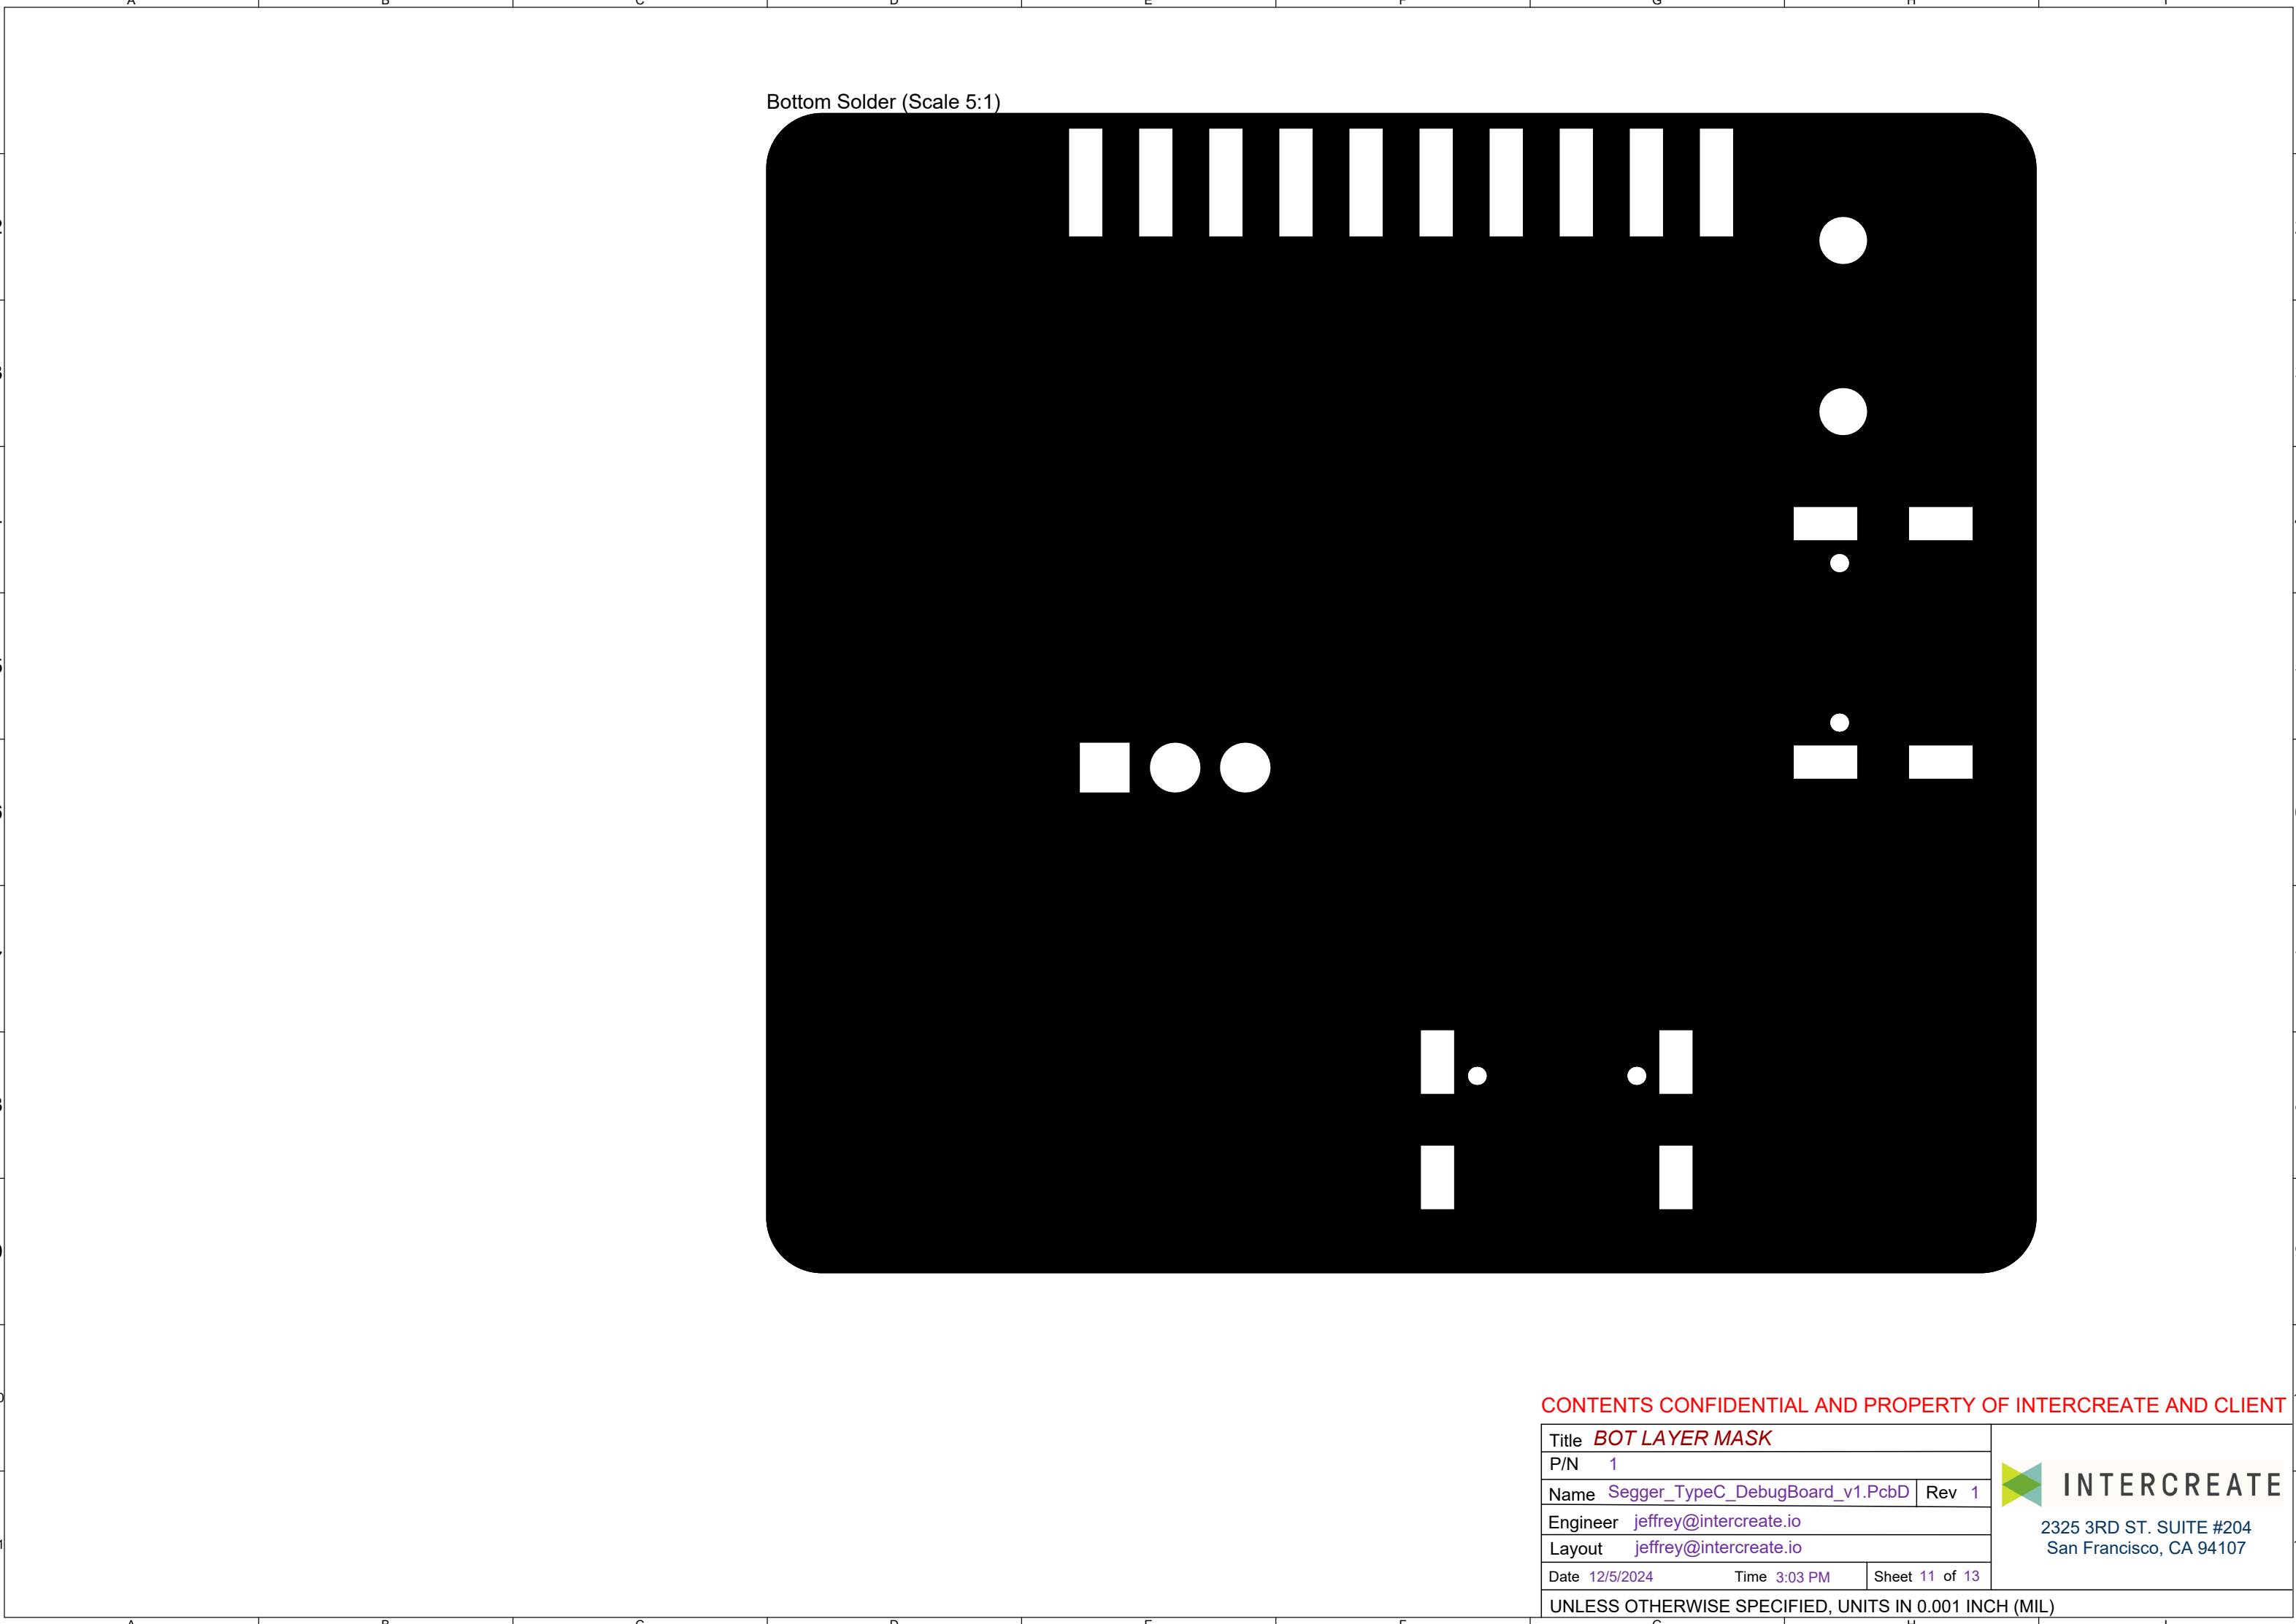 Bottom Solder (Scale 5:1)
CONTENTS CONFIDENTIAL AND PROPERTY OF INTERCREATE AND CLIENT
Title BOT LAYER MASK
P/N 1
Name Segger_TypeC_DebugBoard_v1.PcbD Rev 1
Engineer jeffrey@intercreate.io
Layout jeffrey@intercreate.io
Date 12/5/2024 Time 3:03 PM Sheet 11 of 13
UNLESS OTHERWISE SPECIFIED, UNITS IN 0.001 INCH (MIL)
INTERCREATE
2325 3RD ST. SUITE #204
San Francisco, CA 94107